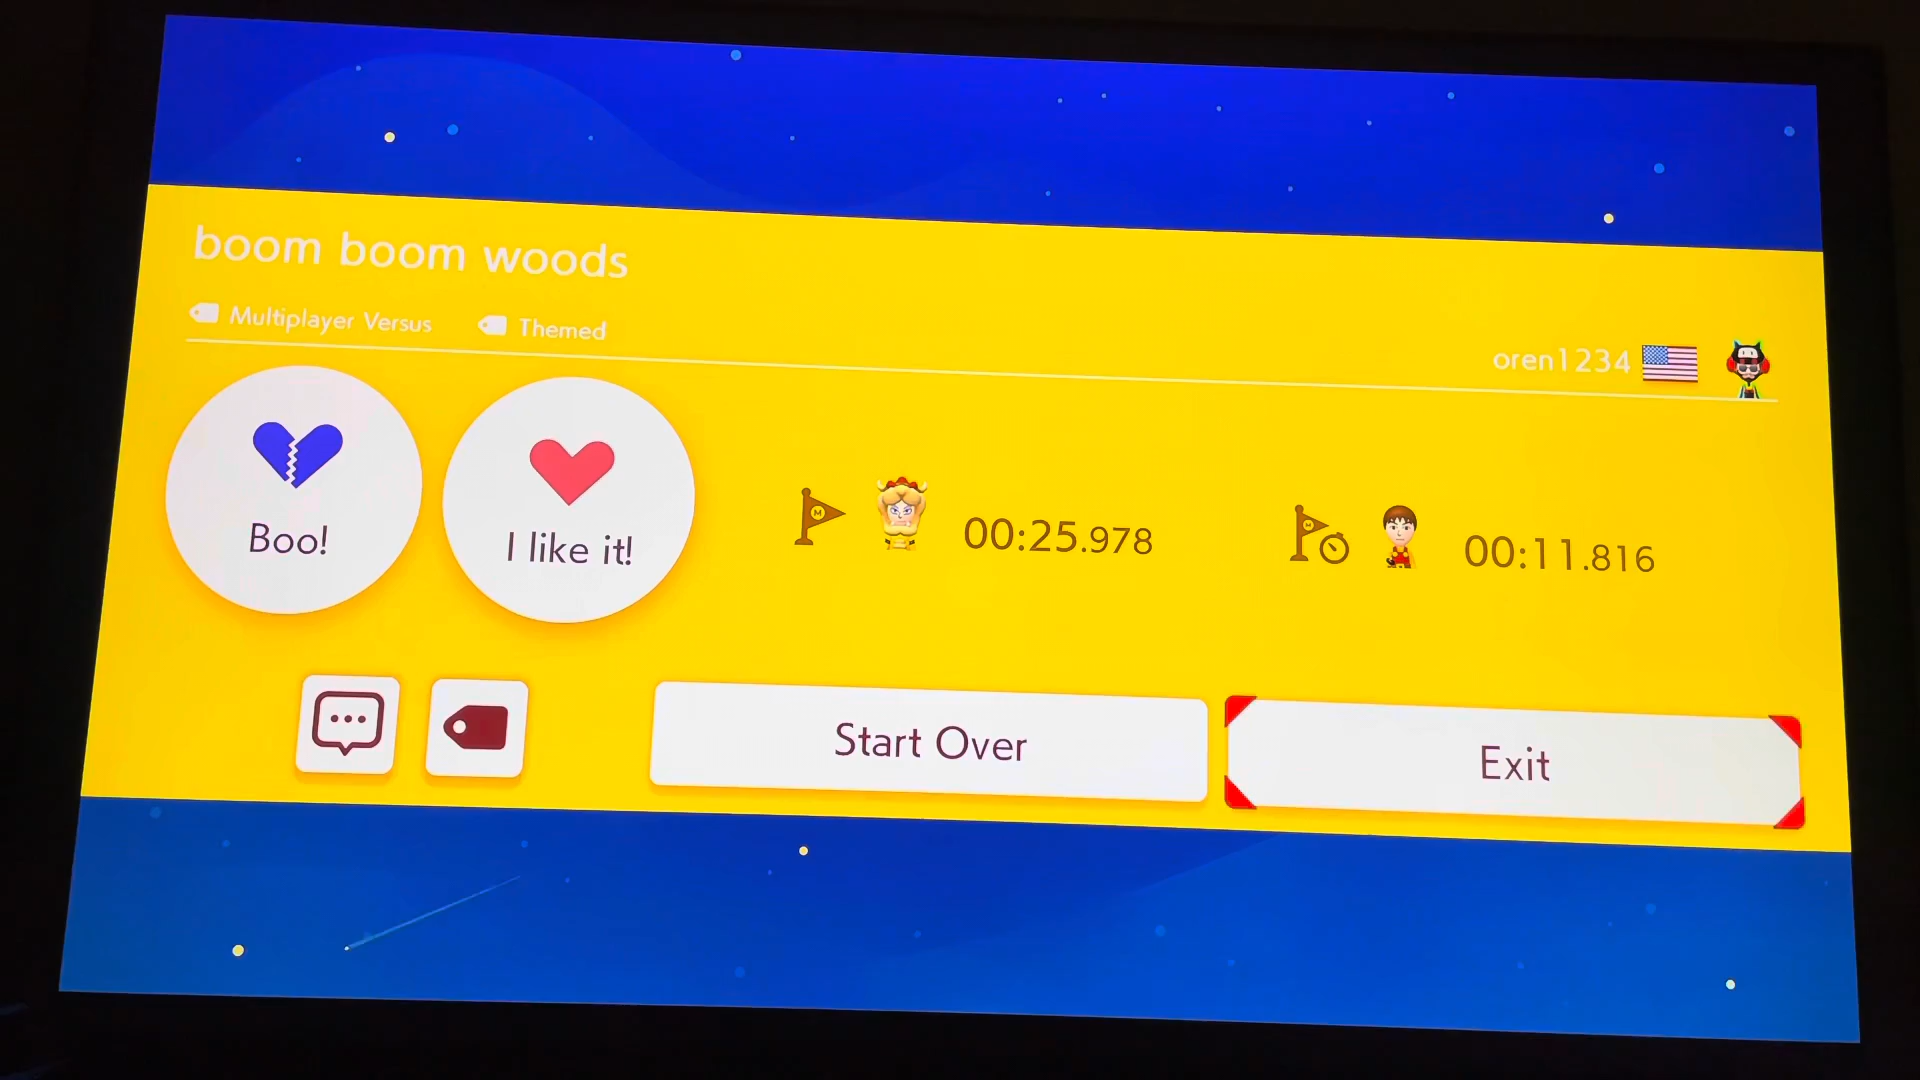 boom boom woods
Multiplayer Versus Themed
oren1234
Boo!
I like it!
M 00:25.978
M 00:11.816
Start Over
Exit